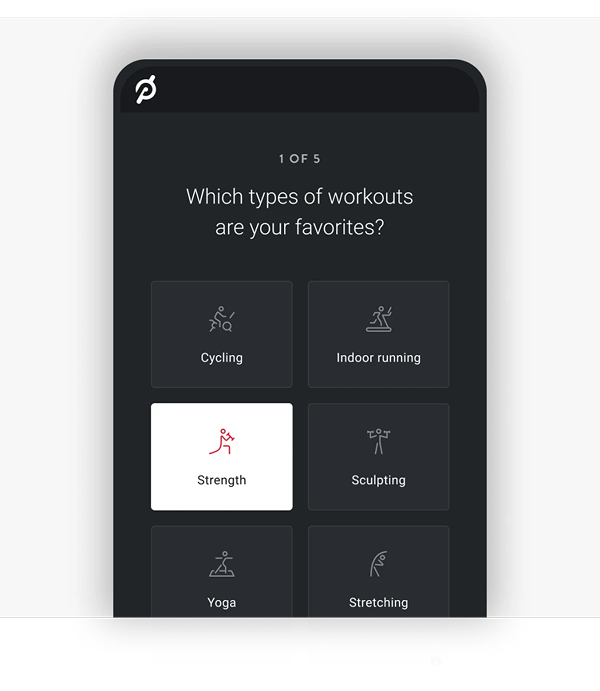 1 OF 5
Which types of workouts
are your favorites?
Cycling
Indoor running
Strength
Sculpting
Yoga
Stretching